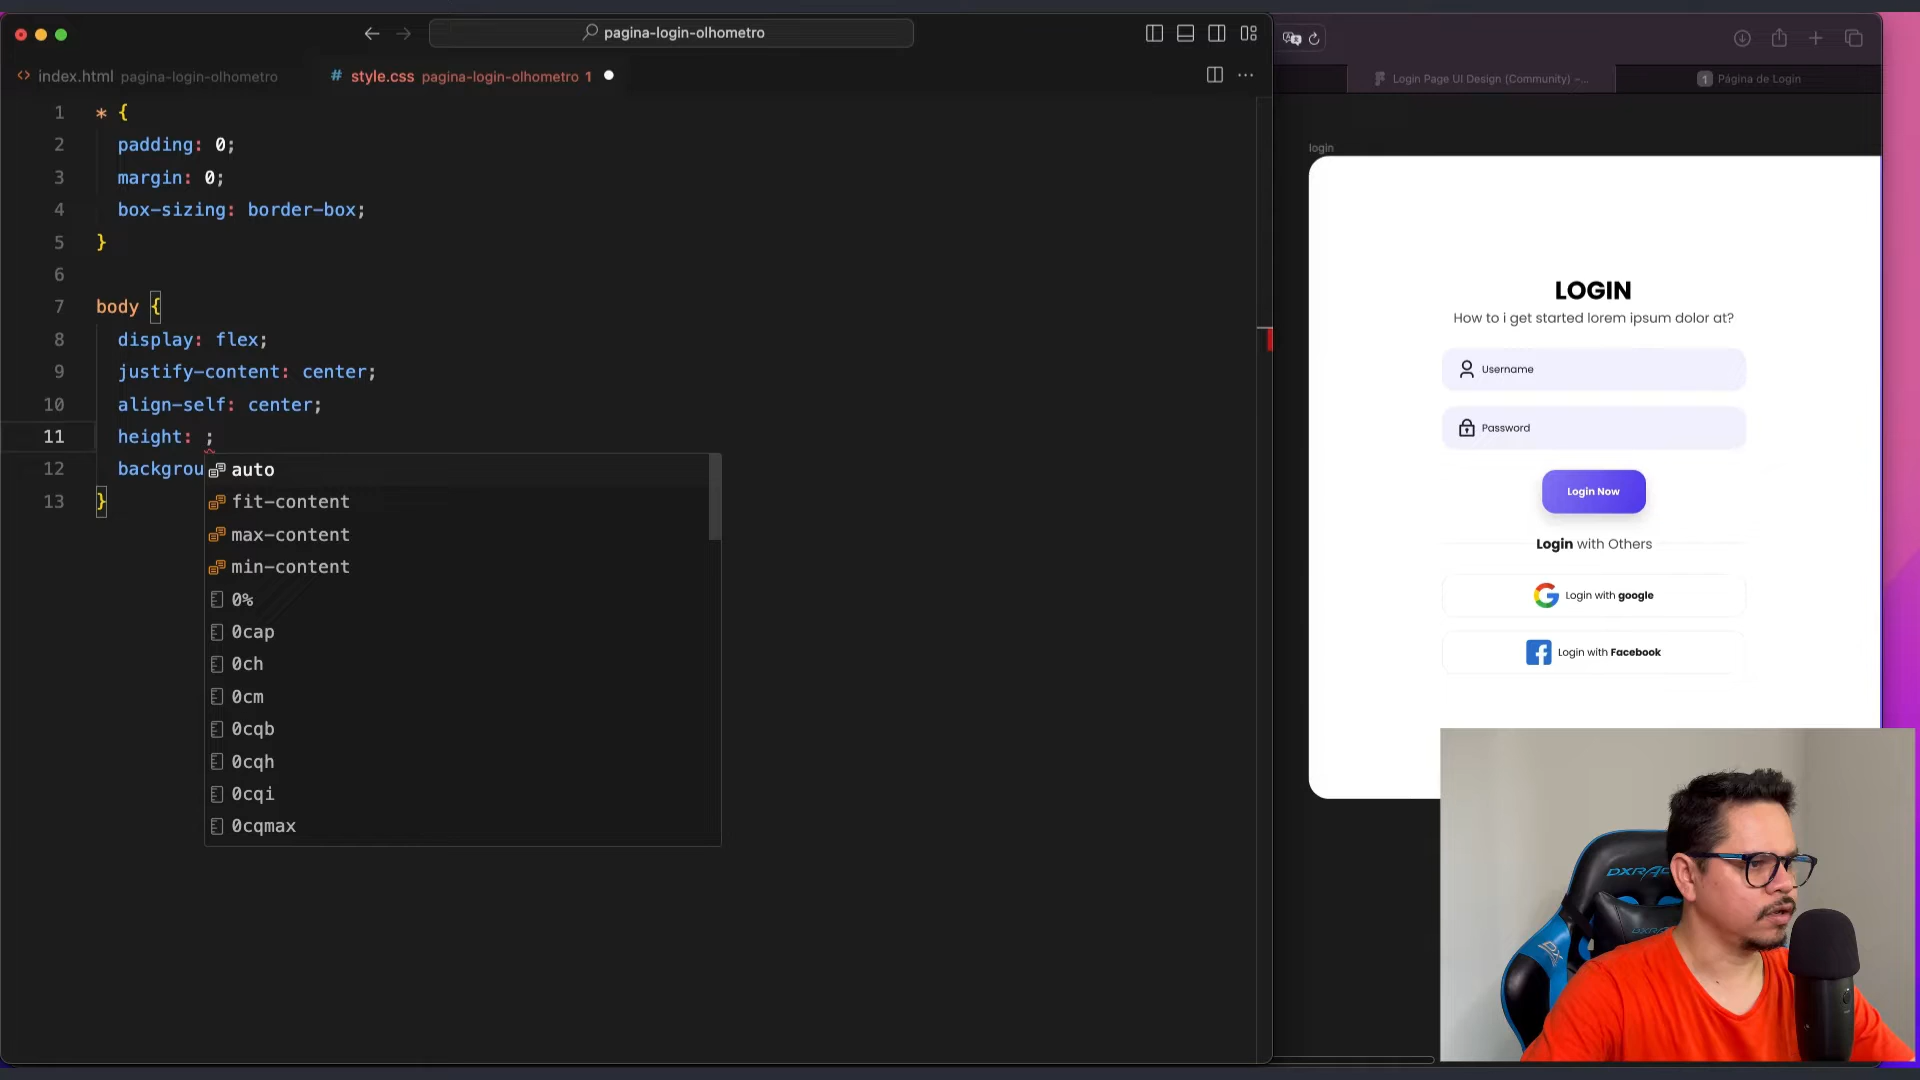 pagina-login-olhometro
index.html pagina-login-olhometro
# style.css pagina-login-olhometro 1
1 * {
2 padding: 0;
3 margin: 0;
4 box-sizing: border-box;
5 }
6
7 body {
8 display: flex;
9 justify-content: center;
10 align-self: center;
11 height: ;
12 backgrou
13 }
auto
fit-content
max-content
min-content
0%
0cap
0ch
0cm
0cqb
0cqh
0cqi
0cqmax
Login Page UI Design (Community) –...
1 Página de Login
login
LOGIN
How to i get started lorem ipsum dolor at?
Username
Password
Login Now
Login with Others
Login with google
Login with Facebook